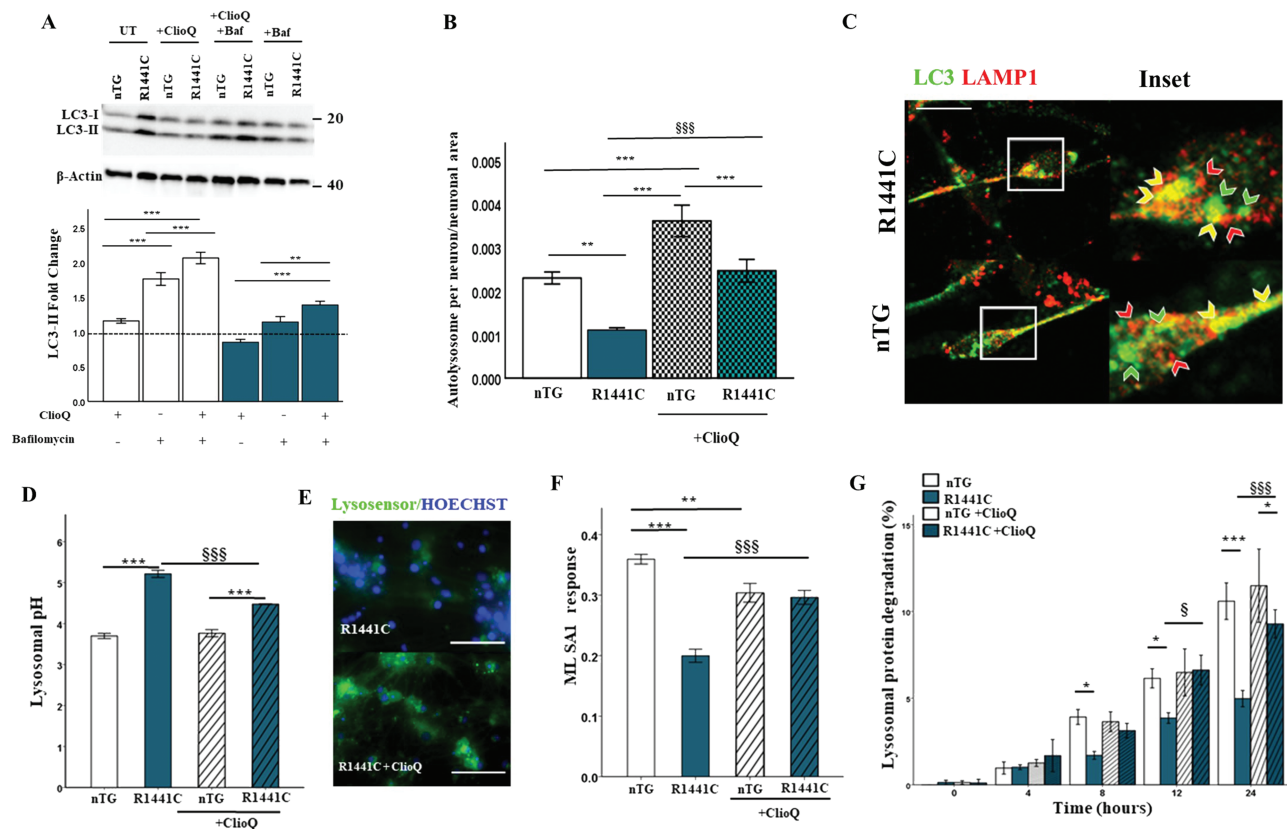 A
UT
+ClioQ
+ClioQ
+Baf
+Baf
nTG
R1441C
nTG
R1441C
nTG
R1441C
nTG
R1441C
LC3-I
LC3-II
20
β-Actin
40
LC3-II Fold Change
2.5
2.0
1.5
1.0
0.5
0.0
***
***
***
***
**
***
ClioQ
+ - + + - +
Bafilomycin
- + + - + +
B
Autolysosome per neuron/neuronal area
0.005
0.004
0.003
0.002
0.001
0.000
§§§
***
***
***
**
nTG
R1441C
nTG
R1441C
+ClioQ
C
LC3 LAMP1
Inset
R1441C
nTG
D
Lysosomal pH
6
5
4
3
2
1
0
***
§§§
***
nTG
R1441C
nTG
R1441C
+ClioQ
E
Lysosensor/HOECHST
R1441C
R1441C + ClioQ
F
ML SA1 response
0.4
0.3
0.2
0.1
0.0
**
***
§§§
nTG
R1441C
nTG
R1441C
+ClioQ
G
nTG
R1441C
nTG +ClioQ
R1441C +ClioQ
Lysosomal protein degradation (%)
15
10
5
0
*
*
§
***
§§§
*
0
4
8
12
24
Time (hours)